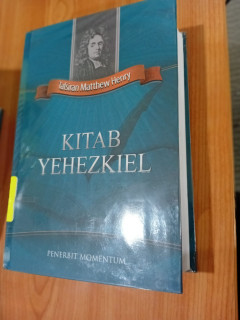 Tafsiran Matthew Henry
KITAB
YEHEZKIEL
PENERBIT MOMENTUM